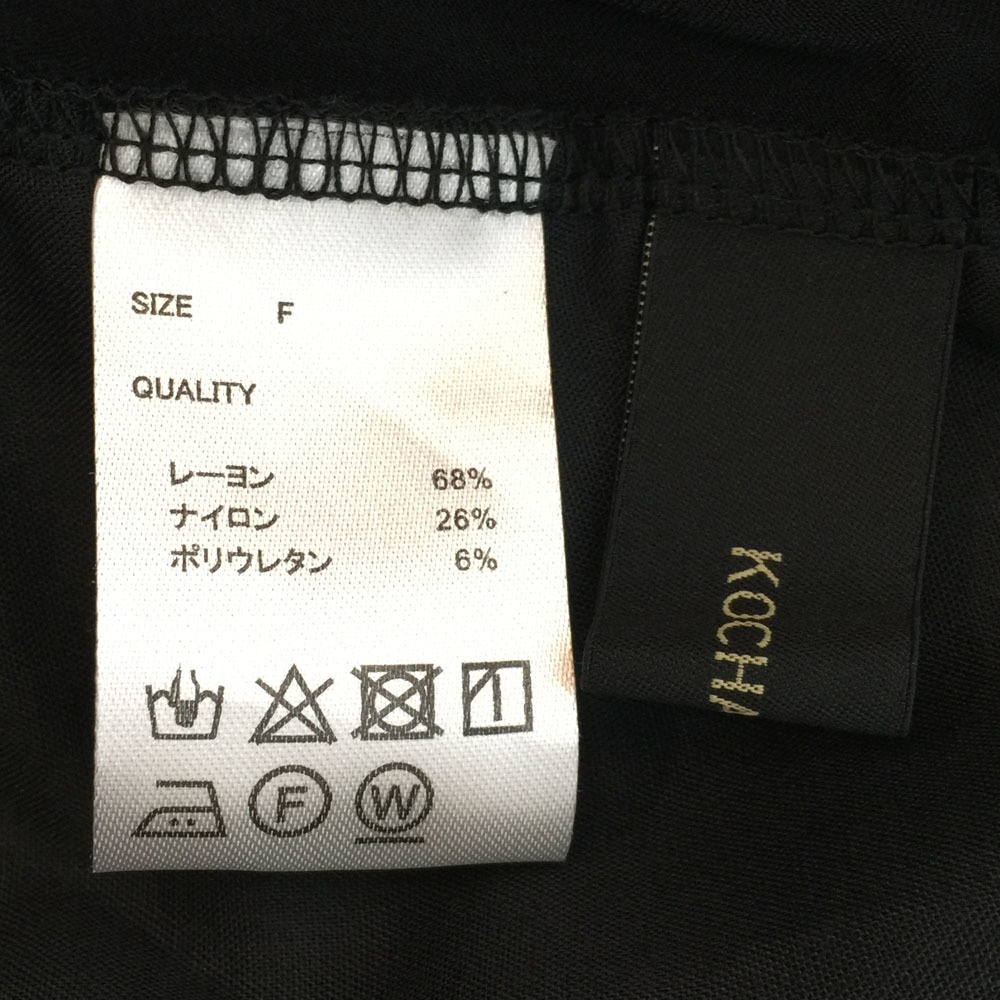 SIZE F
QUALITY
レーヨン 68%
ナイロン 26%
ポリウレタン 6%
F W
KOCHA